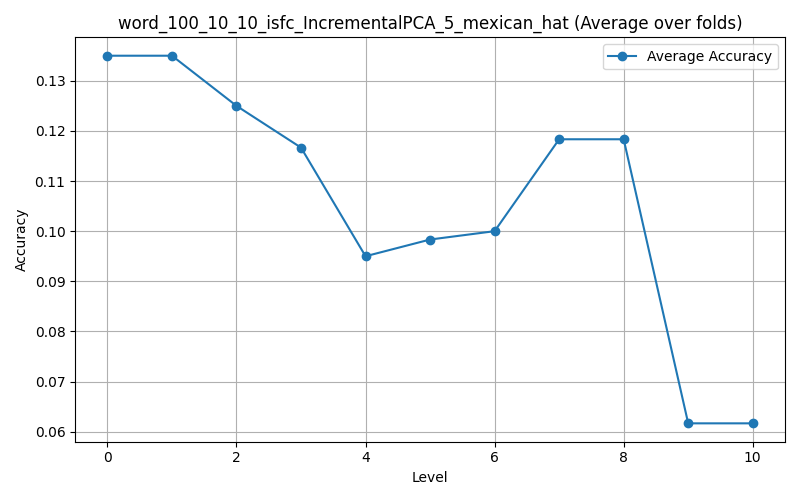 word_100_10_10_isfc_IncrementalPCA_5_mexican_hat (Average over folds)
Average Accuracy
0.13
0.12
0.11
0.10
0.09
0.08
0.07
0.06
Accuracy
0 2 4 6 8 10
Level